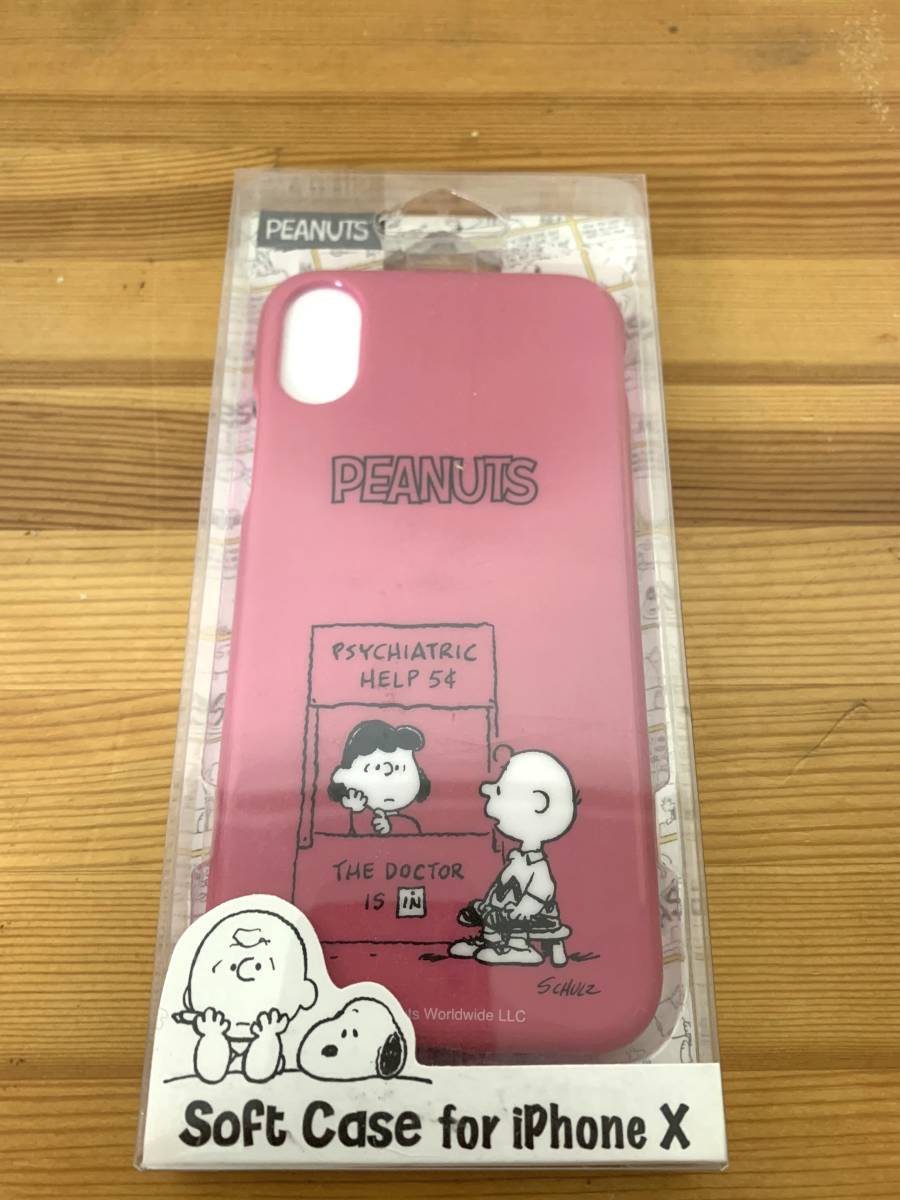 PEANUTS
PEANUTS
PSYCHIATRIC
HELP 5¢
THE DOCTOR
IS IN
SCHULZ
Worldwide LLC
Soft Case for iPhone X